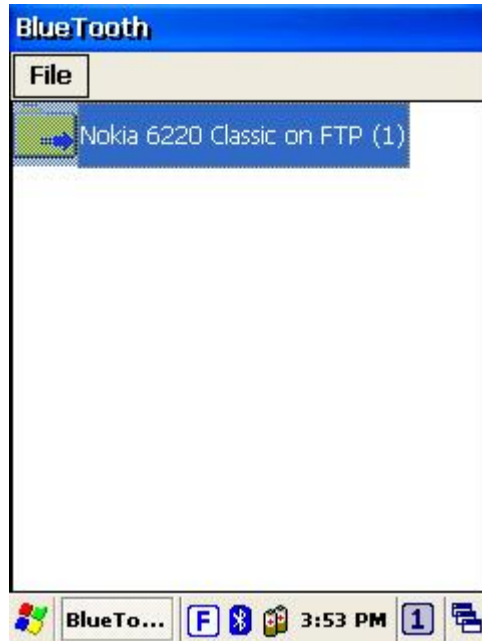 BlueTooth
File
Nokia 6220 Classic on FTP (1)
BlueTo... F 3:53 PM 1